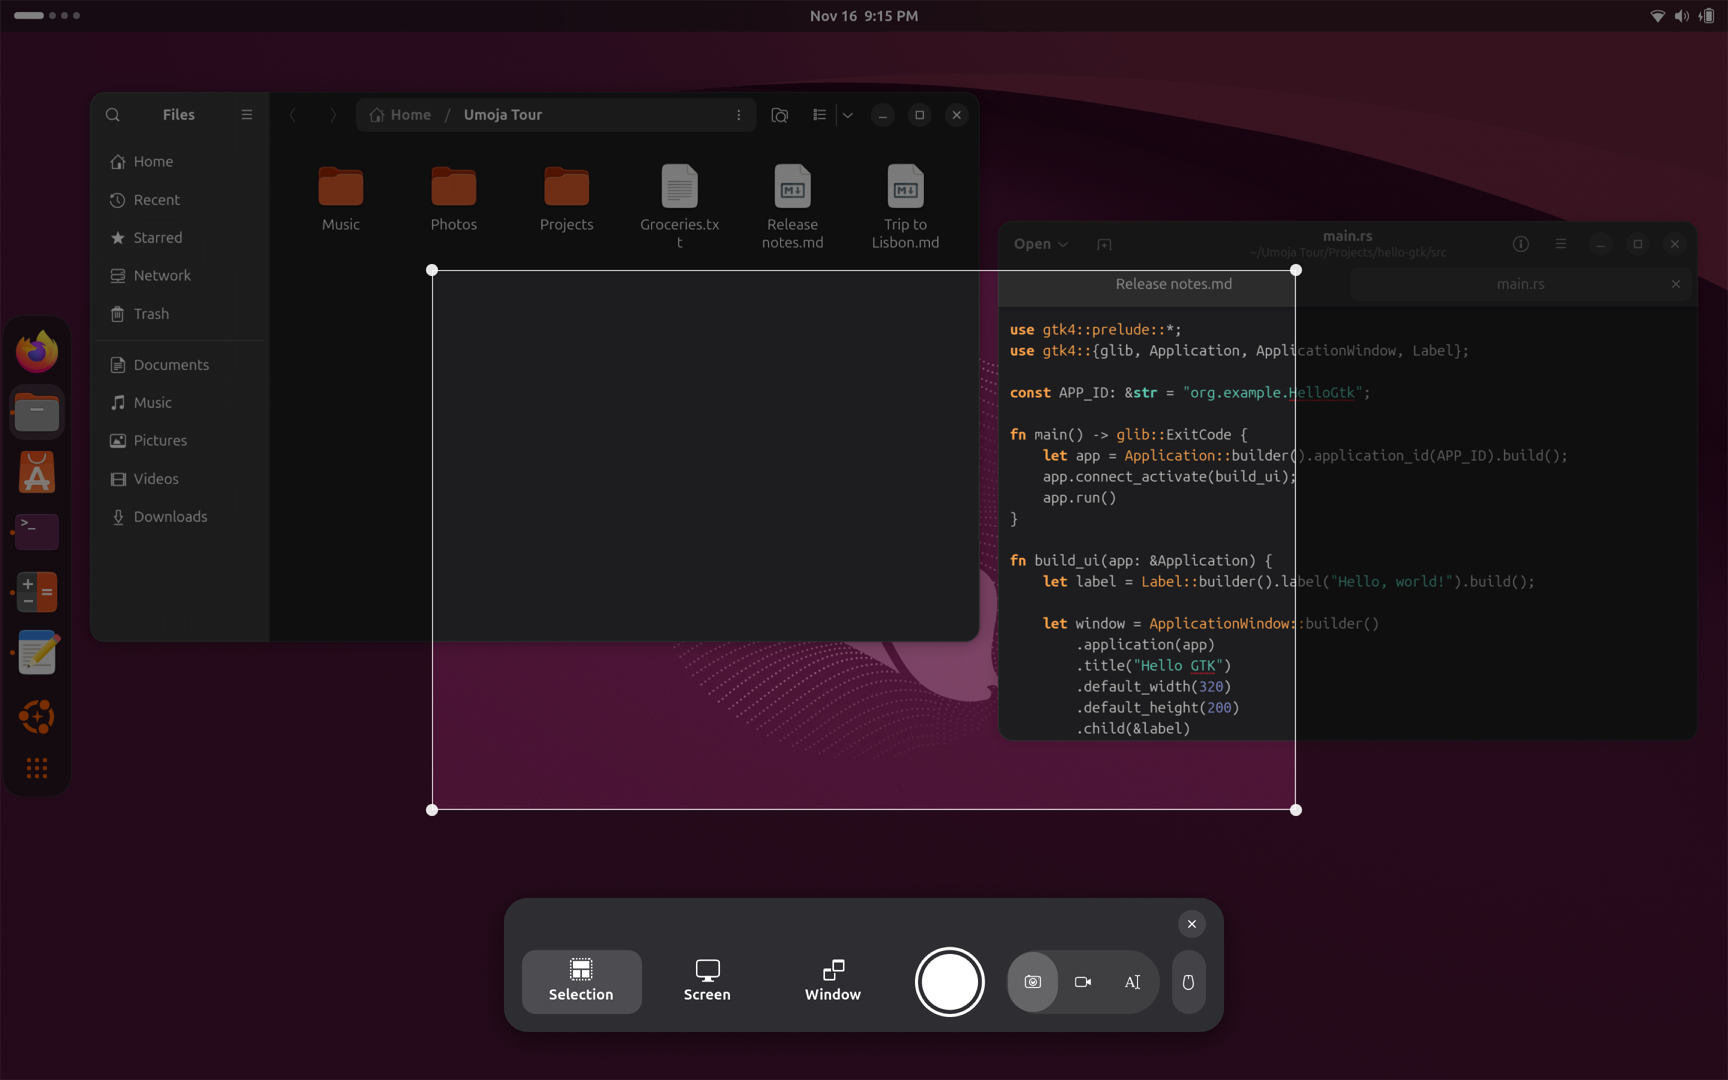 Nov 16 9:15 PM
Files
Home / Umoja Tour
Home
Recent
Starred
Network
Trash
Documents
Music
Pictures
Videos
Downloads
Music
Photos
Projects
Groceries.tx
t
Release
notes.md
Trip to
Lisbon.md
Open
main.rs
~/Umoja Tour/Projects/hello-gtk/src
Release notes.md
main.rs
use gtk4::prelude::*;
use gtk4::{glib, Application, ApplicationWindow, Label};
const APP_ID: &str = "org.example.HelloGtk";
fn main() -> glib::ExitCode {
    let app = Application::builder().application_id(APP_ID).build();
    app.connect_activate(build_ui);
    app.run()
}
fn build_ui(app: &Application) {
    let label = Label::builder().label("Hello, world!").build();
    let window = ApplicationWindow::builder()
        .application(app)
        .title("Hello GTK")
        .default_width(320)
        .default_height(200)
        .child(&label)
Selection
Screen
Window